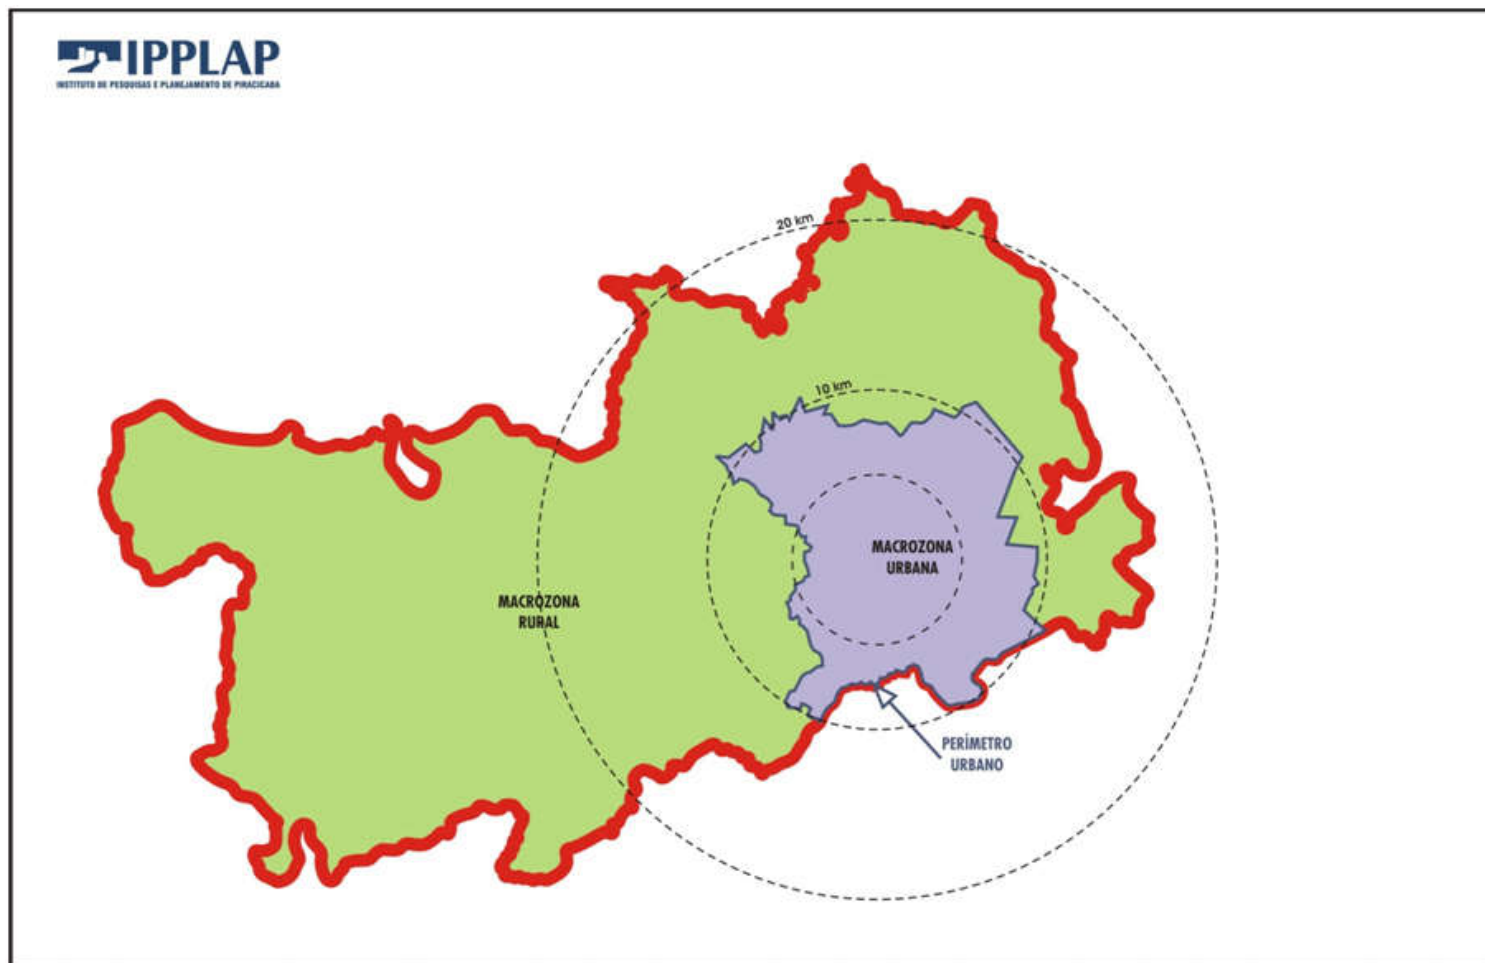 IPPLAP
INSTITUTO DE PESQUISAS E PLANEJAMENTO DE PIRACICABA
20 km
10 km
MACROZONA
URBANA
MACROZONA
RURAL
PERÍMETRO
URBANO